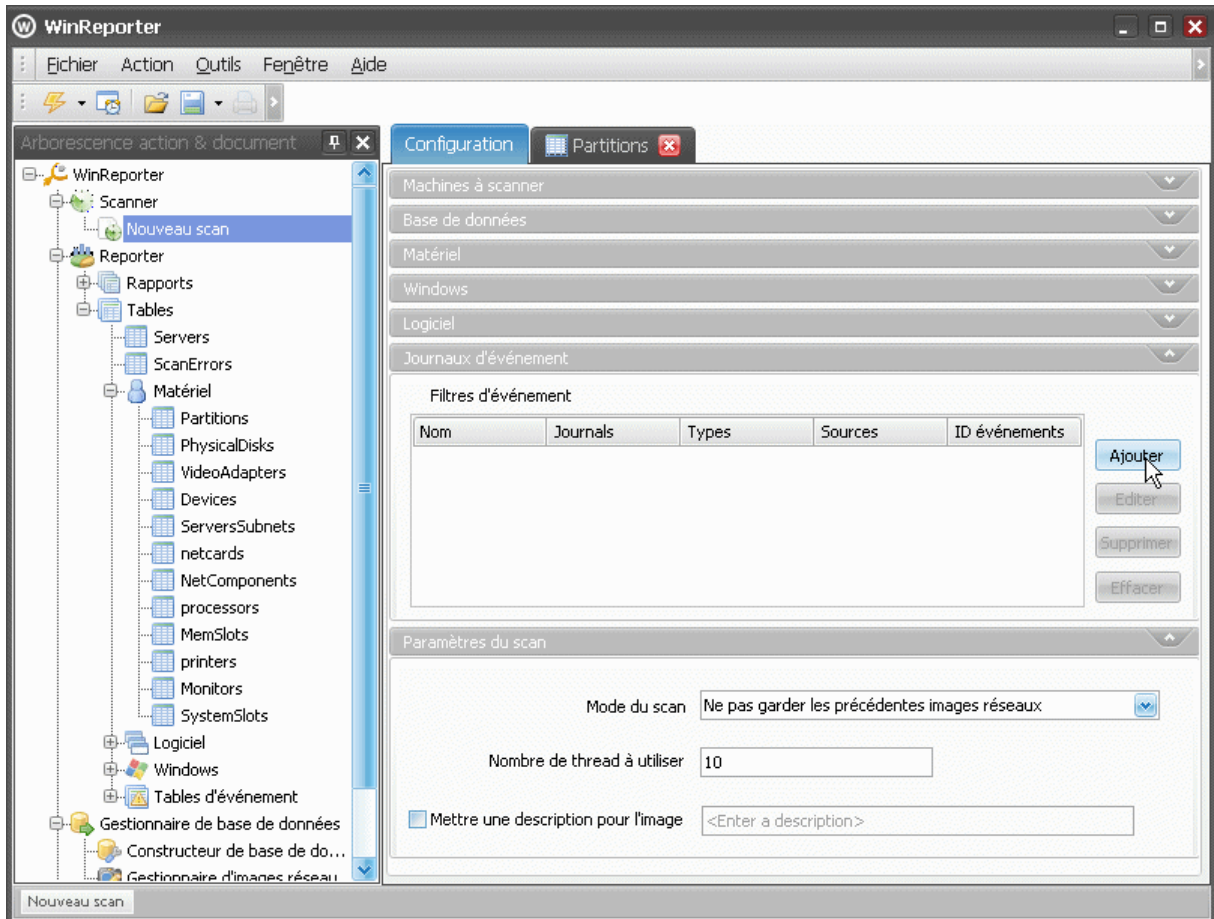 WinReporter
Fichier Action Outils Fenêtre Aide
Arborescence action & document
WinReporter
Scanner
Nouveau scan
Reporter
Rapports
Tables
Servers
ScanErrors
Matériel
Partitions
PhysicalDisks
VideoAdapters
Devices
ServersSubnets
netcards
NetComponents
processors
MemSlots
printers
Monitors
SystemSlots
Logiciel
Windows
Tables d'événement
Gestionnaire de base de données
Constructeur de base de do...
Gestionnaire d'images réseau
Configuration
Partitions
Machines à scanner
Base de données
Matériel
Windows
Logiciel
Journaux d'événement
Filtres d'événement
Nom Journals Types Sources ID événements
Ajouter
Editer
Supprimer
Effacer
Paramètres du scan
Mode du scan Ne pas garder les précédentes images réseaux
Nombre de thread à utiliser 10
Mettre une description pour l'image <Enter a description>
Nouveau scan